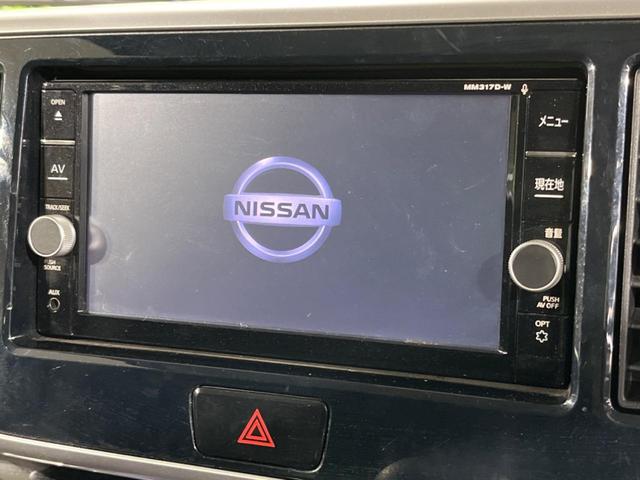 MM317D-W
OPEN
AV
TRACK/SEEK
PUSH
SOURCE
AUX
NISSAN
メニュー
現在地
音量
PUSH
AV OFF
OPT